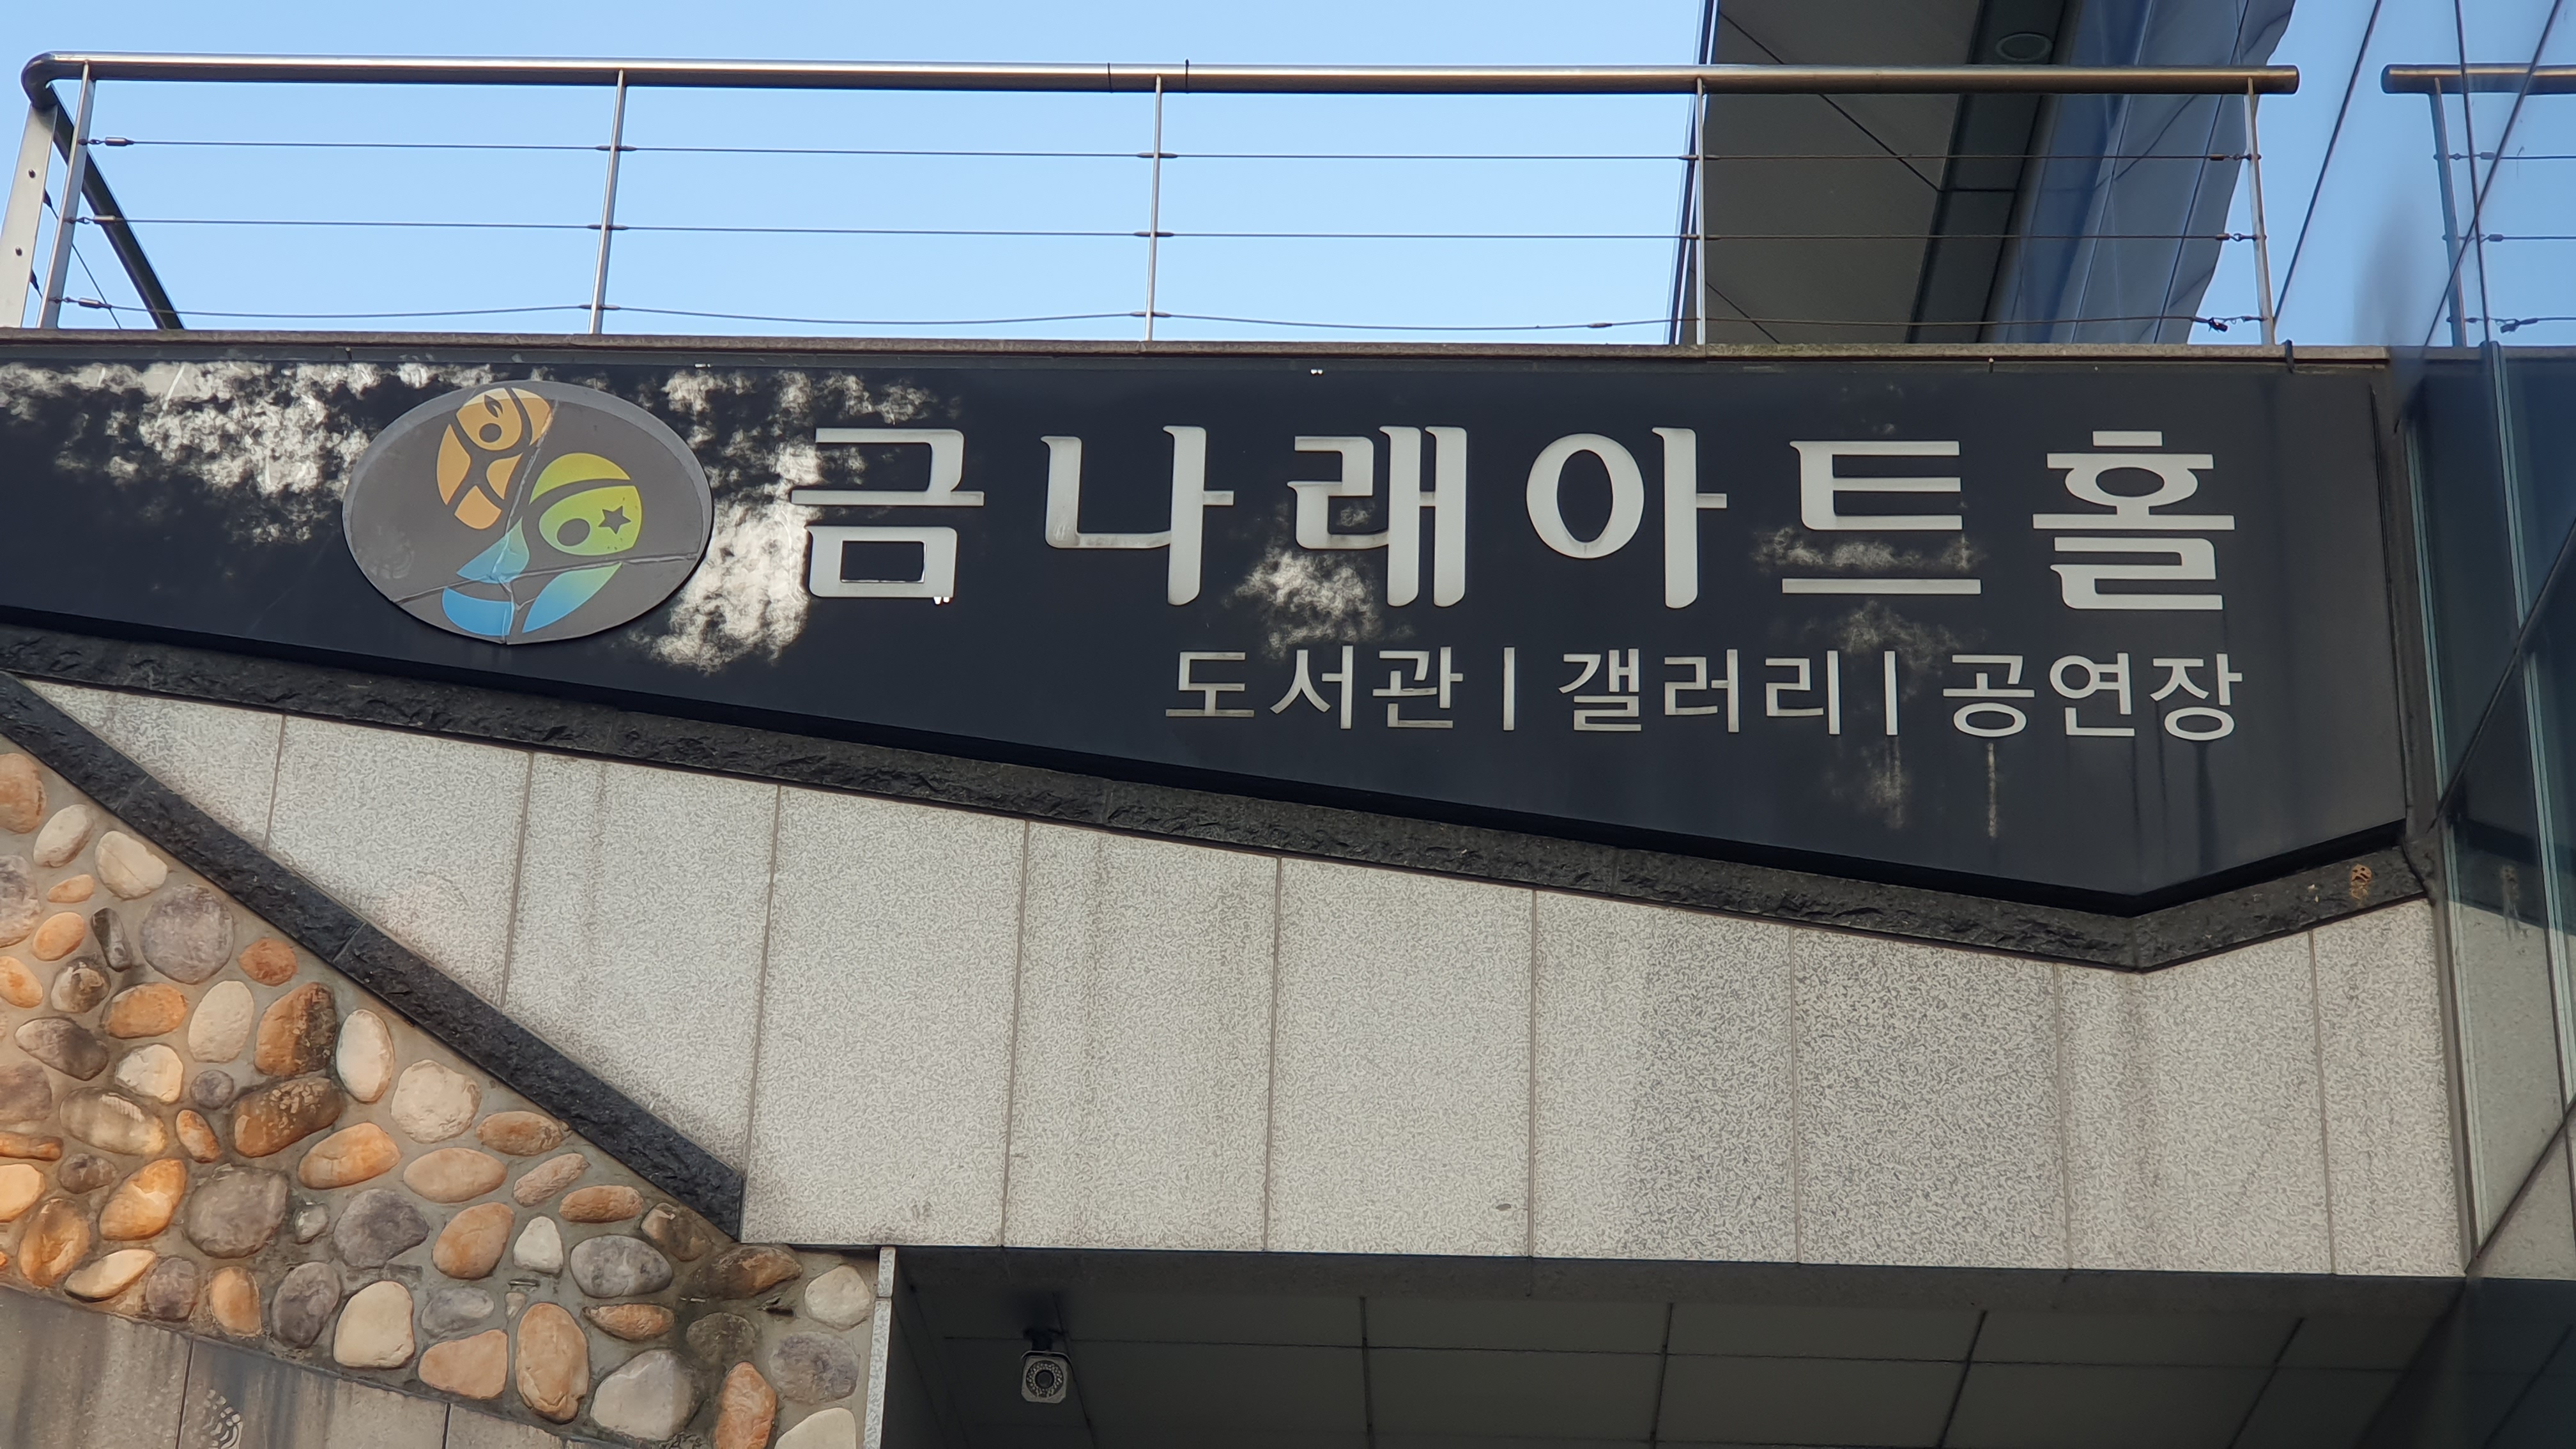 금나래아트홀
도서관 | 갤러리 | 공연장